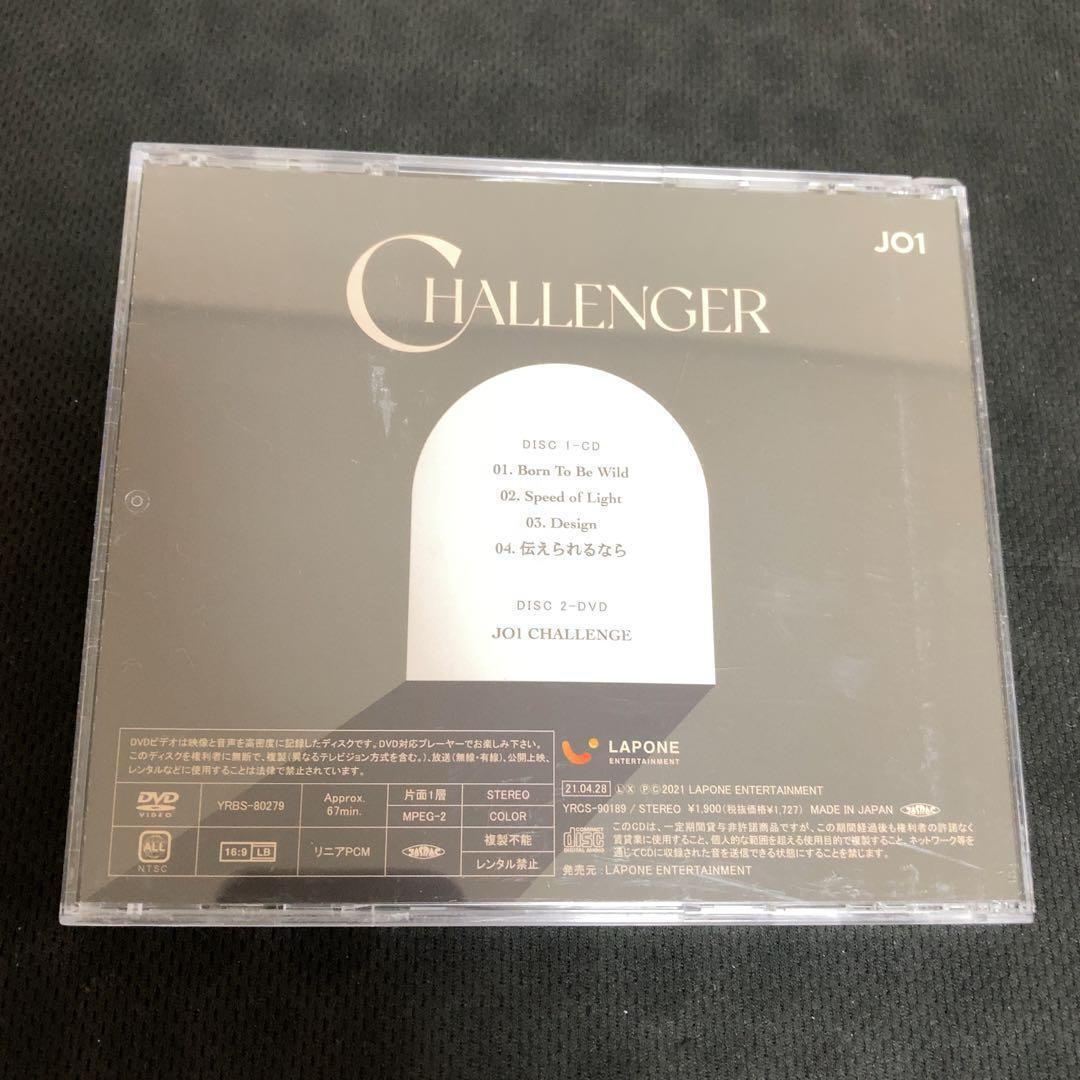 JO1
CHALLENGER
DISC 1-CD
01. Born To Be Wild
02. Speed of Light
03. Design
04. 伝えられるなら
DISC 2-DVD
JO1 CHALLENGE
DVDビデオは映像と音声を高密度に記録したディスクです。DVD対応プレーヤーでお楽しみ下さい。
このディスクを権利者に無断で、複製(異なるテレビジョン方式を含む。)、放送(無線・有線)、公開上映、
レンタルなどに使用することは法律で禁止されています。
DVD VIDEO
YRBS-80279
Approx. 67min.
片面1層
STEREO
MPEG-2
COLOR
ALL
NTSC
16:9 LB
リニアPCM
JASRAC
複製不能
レンタル禁止
LAPONE
ENTERTAINMENT
21.04.28 L X Ⓟ Ⓒ 2021 LAPONE ENTERTAINMENT
YRCS-90189 / STEREO ¥1,900(税抜価格¥1,727) MADE IN JAPAN JASRAC
COMPACT disc DIGITAL AUDIO
このCDは、一定期間貸与非許諾商品ですが、この期間経過後も権利者の許諾なく
賃貸業に使用すること、個人的な範囲を超える使用目的で複製すること、ネットワーク等を
通じてCDに収録された音を送信できる状態にすることを禁じます。
発売元 : LAPONE ENTERTAINMENT